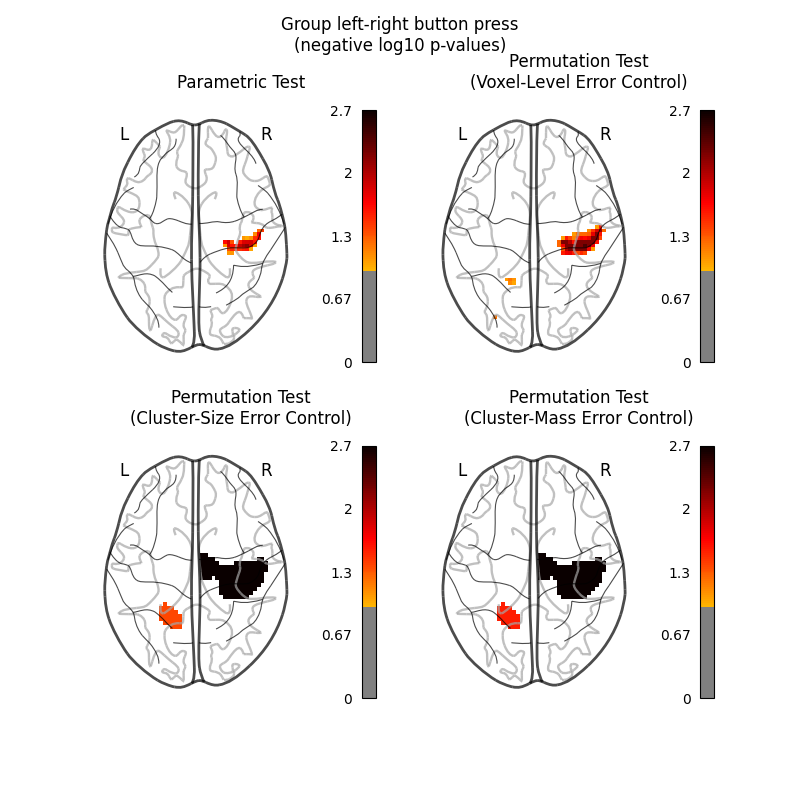 Group left-right button press
(negative log10 p-values)
Parametric Test
L
R
2.7
2
1.3
0.67
0
Permutation Test
(Voxel-Level Error Control)
L
R
2.7
2
1.3
0.67
0
Permutation Test
(Cluster-Size Error Control)
L
R
2.7
2
1.3
0.67
0
Permutation Test
(Cluster-Mass Error Control)
L
R
2.7
2
1.3
0.67
0